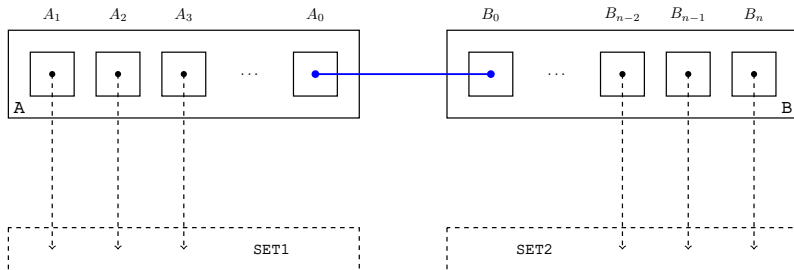 A₁ A₂ A₃ A₀ B₀ Bₙ₋₂ Bₙ₋₁ Bₙ
... ...
A B
SET1 SET2